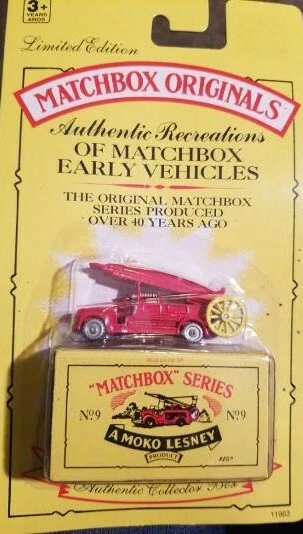 3+
YEARS
AÑOS
Limited Edition
MATCHBOX ORIGINALS
Authentic Recreations
OF MATCHBOX
EARLY VEHICLES
THE ORIGINAL MATCHBOX
SERIES PRODUCED
OVER 40 YEARS AGO
"MATCHBOX" SERIES
Nº9 Nº9
A MOKO LESNEY
PRODUCT
REGD
Authentic Collector Box
11963